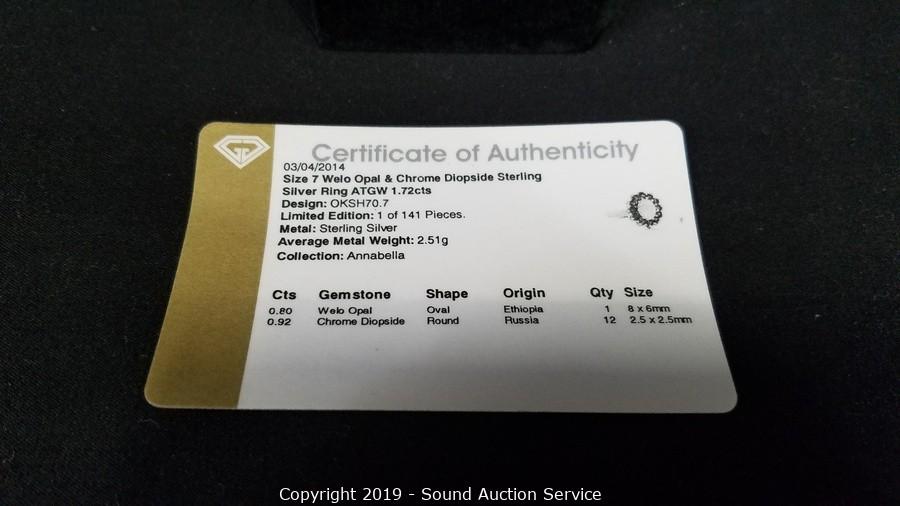 Certificate of Authenticity
03/04/2014
Size 7 Welo Opal & Chrome Diopside Sterling
Silver Ring ATGW 1.72cts
Design: OKSH70.7
Limited Edition: 1 of 141 Pieces.
Metal: Sterling Silver
Average Metal Weight: 2.51g
Collection: Annabella
Cts Gemstone Shape Origin Qty Size
0.80 Welo Opal Oval Ethiopia 1 8 x 6mm
0.92 Chrome Diopside Round Russia 12 2.5 x 2.5mm
Copyright 2019 - Sound Auction Service